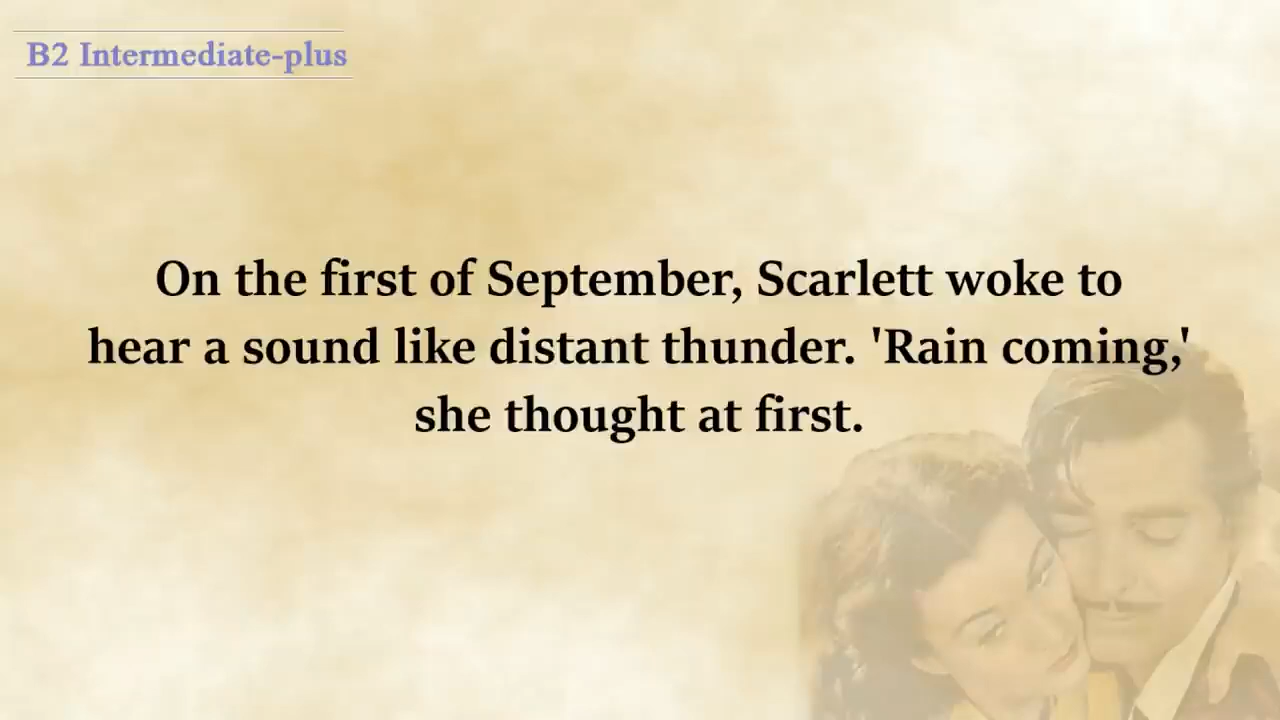 B2 Intermediate-plus
On the first of September, Scarlett woke to
hear a sound like distant thunder. 'Rain coming,'
she thought at first.